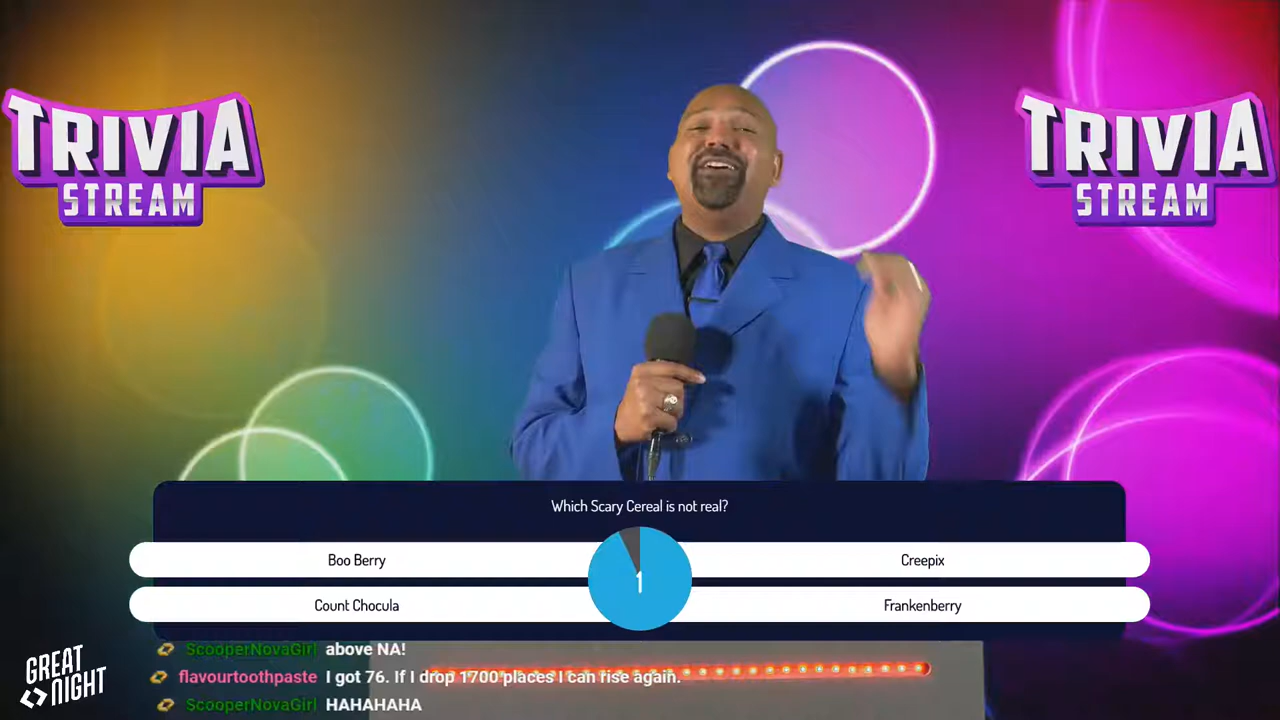 TRIVIA
STREAM
TRIVIA
STREAM
Which Scary Cereal is not real?
Boo Berry
Creepix
1
Count Chocula
Frankenberry
ScooperNovaGirl above NA!
flavourtoothpaste I got 76. If I drop 1700 places I can rise again.
ScooperNovaGirl HAHAHAHA
GREAT
NIGHT